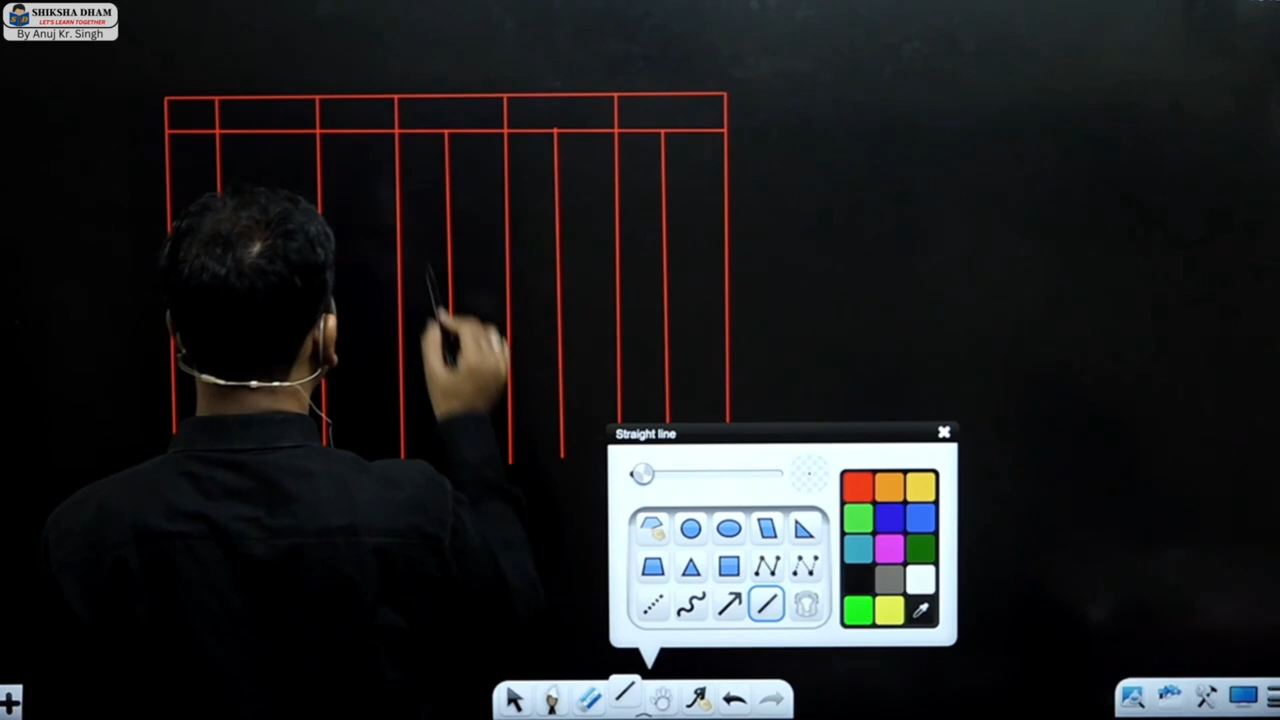 SHIKSHA DHAM
LET'S LEARN TOGETHER
By Anuj Kr. Singh
Straight line